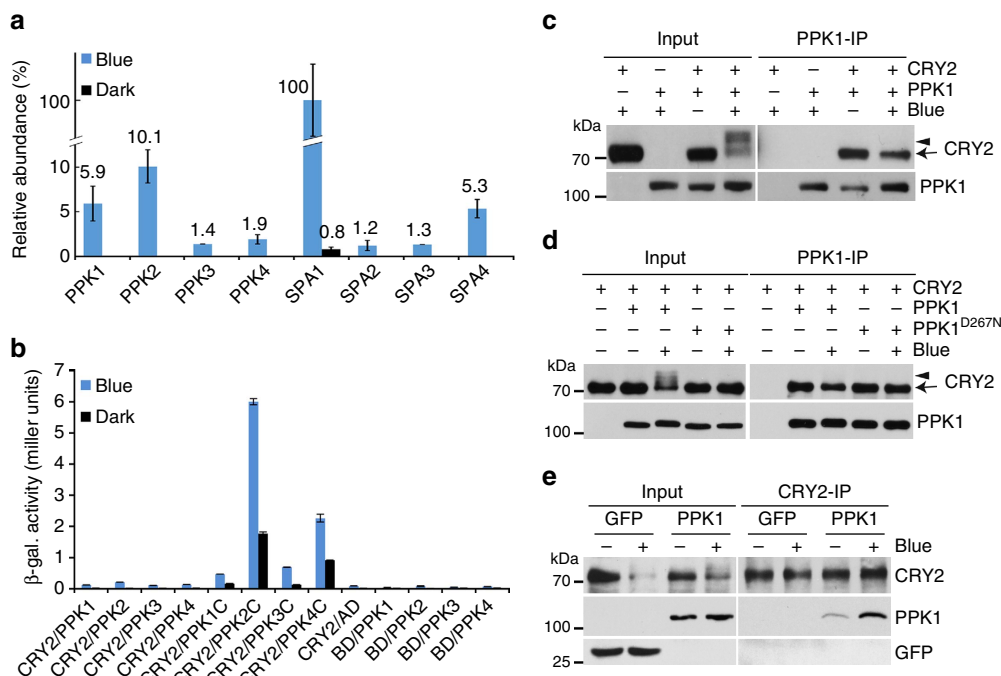 a
Relative abundance (%)
Blue
Dark
100
10
5
0
5.9
10.1
1.4
1.9
100
0.8
1.2
1.3
5.3
PPK1
PPK2
PPK3
PPK4
SPA1
SPA2
SPA3
SPA4
b
β-gal. activity (miller units)
Blue
Dark
7
6
5
4
3
2
1
0
CRY2/PPK1
CRY2/PPK2
CRY2/PPK3
CRY2/PPK4
CRY2/PPK1C
CRY2/PPK2C
CRY2/PPK3C
CRY2/PPK4C
CRY2/AD
BD/PPK1
BD/PPK2
BD/PPK3
BD/PPK4
c
Input PPK1-IP
+ − + + + − + + CRY2
− + + + − + + + PPK1
+ + − + + + − + Blue
kDa
70 CRY2
100 PPK1
d
Input PPK1-IP
+ + + + + + + + + + CRY2
− + + − − − + + − − PPK1
− − − + + − − − + + PPK1D267N
− − + − + − − + − + Blue
kDa
70 CRY2
100 PPK1
e
Input CRY2-IP
GFP PPK1 GFP PPK1
− + − + − + − + Blue
kDa
70 CRY2
100 PPK1
25 GFP